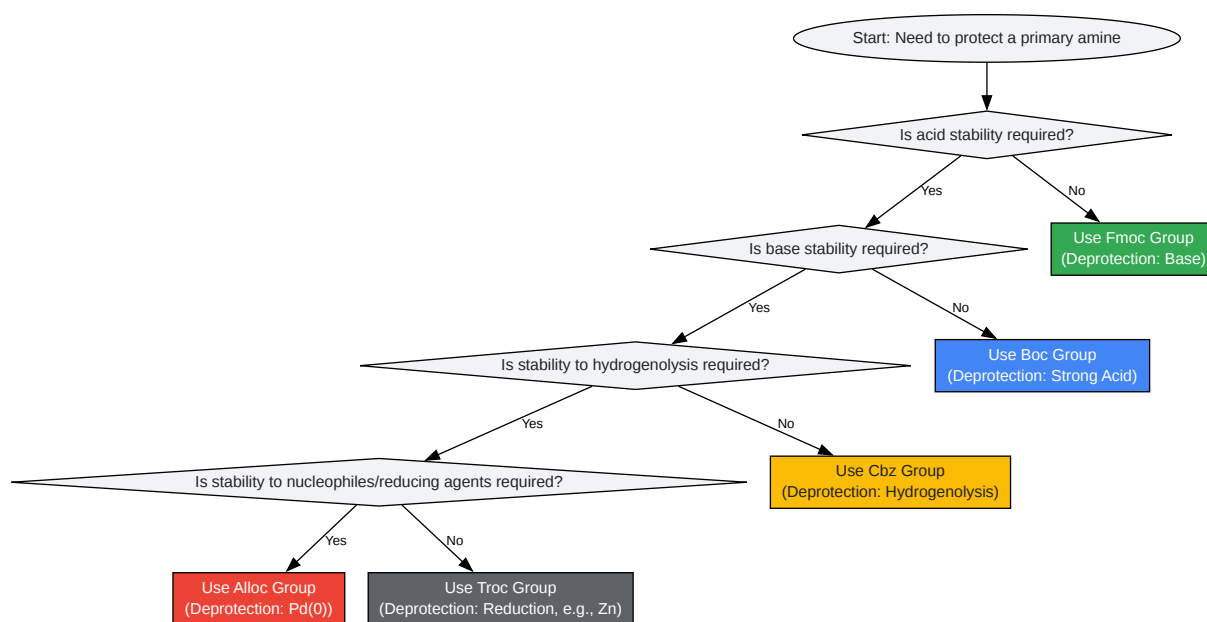 Start: Need to protect a primary amine
Is acid stability required?
Yes
No
Is base stability required?
Use Fmoc Group
(Deprotection: Base)
Yes
No
Is stability to hydrogenolysis required?
Use Boc Group
(Deprotection: Strong Acid)
Yes
No
Is stability to nucleophiles/reducing agents required?
Use Cbz Group
(Deprotection: Hydrogenolysis)
Yes
No
Use Alloc Group
(Deprotection: Pd(0))
Use Troc Group
(Deprotection: Reduction, e.g., Zn)